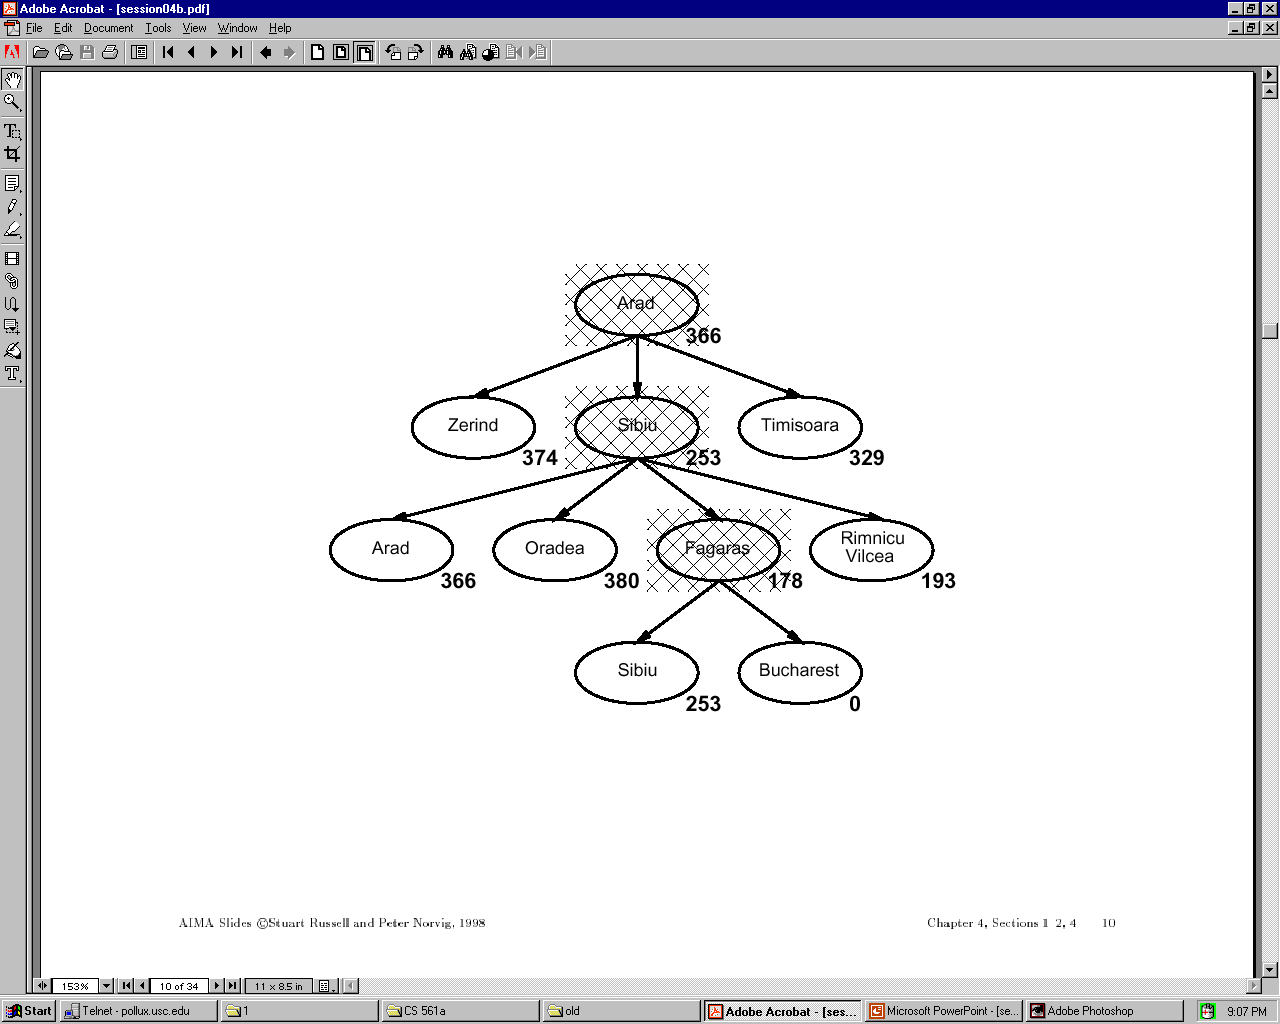 Adobe Acrobat - [session04b.pdf]
File Edit Document Tools View Window Help
Arad
366
Zerind
374
Sibiu
253
Timisoara
329
Arad
366
Oradea
380
Fagaras
178
Rimnicu
Vilcea
193
Sibiu
253
Bucharest
0
AIMA Slides ©Stuart Russell and Peter Norvig, 1998
Chapter 4, Sections 1 2, 4 10
153% 10 of 34 11 x 8.5 in
Start Telnet - pollux.usc.edu 1 CS 561a old Adobe Acrobat - [ses... Microsoft PowerPoint - [se... Adobe Photoshop 9:07 PM